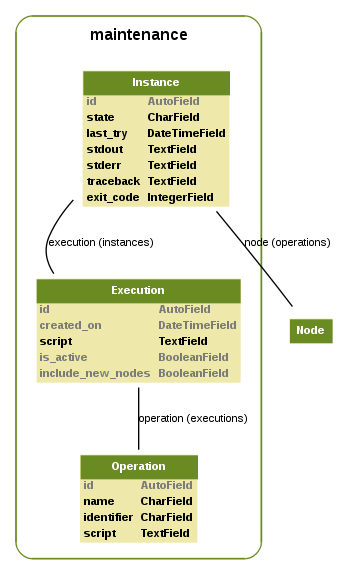 maintenance
Instance
id AutoField
state CharField
last_try DateTimeField
stdout TextField
stderr TextField
traceback TextField
exit_code IntegerField
execution (instances)
node (operations)
Execution
id AutoField
created_on DateTimeField
script TextField
is_active BooleanField
include_new_nodes BooleanField
Node
operation (executions)
Operation
id AutoField
name CharField
identifier CharField
script TextField